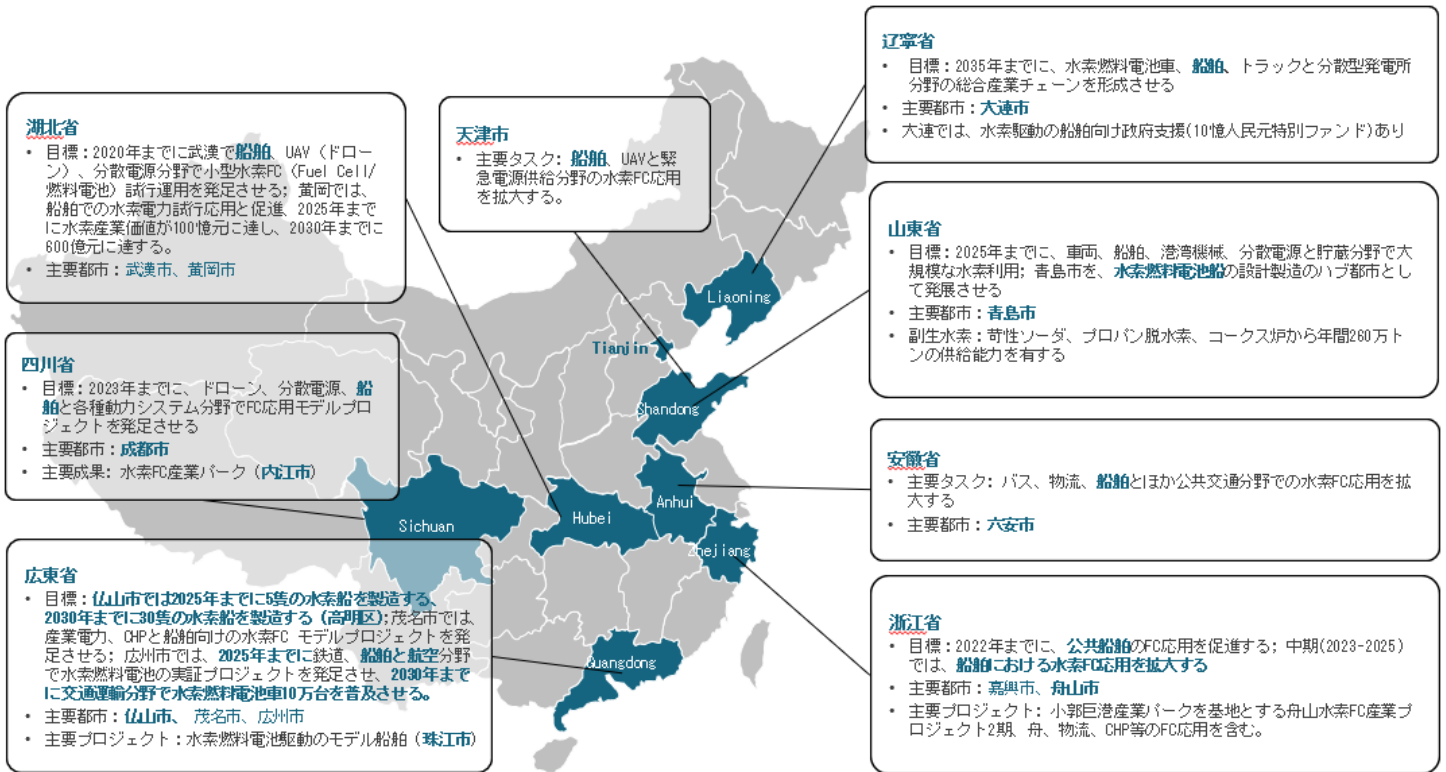 湖北省
• 目標：2020年までに武漢で船舶、UAV（ドロー
ン）、分散電源分野で小型水素FC（Fuel Cell/
燃料電池）試行運用を発足させる；黄岡では、
船舶での水素電力試行応用と促進、2025年まで
に水素産業価値が100億元に達し、2030年までに
600億元に達する。
• 主要都市：武漢市、黄岡市
天津市
• 主要タスク：船舶、UAVと緊
急電源供給分野の水素FC応用
を拡大する。
辽宁省
• 目標：2035年までに、水素燃料電池車、船舶、トラックと分散型発電所
分野の総合産業チェーンを形成させる
• 主要都市：大連市
• 大連では、水素駆動の船舶向け政府支援(10憶人民元特別ファンド)あり
山東省
• 目標：2025年までに、車両、船舶、港湾機械、分散電源と貯蔵分野で大
規模な水素利用；青島市を、水素燃料電池船の設計製造のハブ都市とし
て発展させる
• 主要都市：青島市
• 副生水素：苛性ソーダ、プロパン脱水素、コークス炉から年間260万ト
ンの供給能力を有する
四川省
• 目標：2023年までに、ドローン、分散電源、船
舶と各種動力システム分野でFC応用モデルプロ
ジェクトを発足させる
• 主要都市：成都市
• 主要成果：水素FC産業パーク（内江市）
安徽省
• 主要タスク：バス、物流、船舶とほか公共交通分野での水素FC応用を拡
大する
• 主要都市：六安市
広東省
• 目標：仏山市では2025年までに5隻の水素船を製造する、
2030年までに30隻の水素船を製造する（高明区）；茂名市では、
産業電力、CHPと船舶向けの水素FC モデルプロジェクトを発
足させる；広州市では、2025年までに鉄道、船舶と航空分野
で水素燃料電池の実証プロジェクトを発足させ、2030年まで
に交通運輸分野で水素燃料電池車10万台を普及させる。
• 主要都市：仏山市、茂名市、広州市
• 主要プロジェクト：水素燃料電池駆動のモデル船舶（珠江市）
浙江省
• 目標：2022年までに、公共船舶のFC応用を促進する；中期(2023-2025)
では、船舶における水素FC応用を拡大する
• 主要都市：嘉興市、舟山市
• 主要プロジェクト：小郭巨港産業パークを基地とする舟山水素FC産業プ
ロジェクト2期、舟、物流、CHP等のFC応用を含む。
Liaoning
Tianjin
Shandong
Anhui
Hubei
Sichuan
Zhejiang
Guangdong